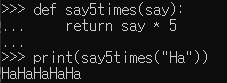 >>> def say5times(say):
...     return say * 5
...
>>> print(say5times("Ha"))
HaHaHaHaHa